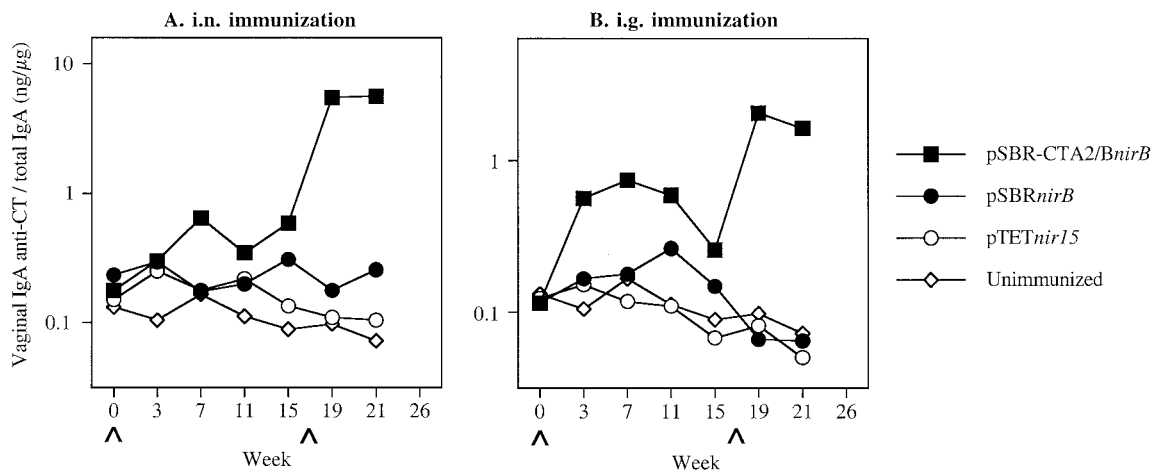 A. i.n. immunization
B. i.g. immunization
Vaginal IgA anti-CT / total IgA (ng/µg)
10
1
0.1
0 3 7 11 15 19 21 26
^ ^
Week
1
0.1
0 3 7 11 15 19 21 26
^ ^
Week
pSBR-CTA2/BnirB
pSBRnirB
pTETnir15
Unimmunized